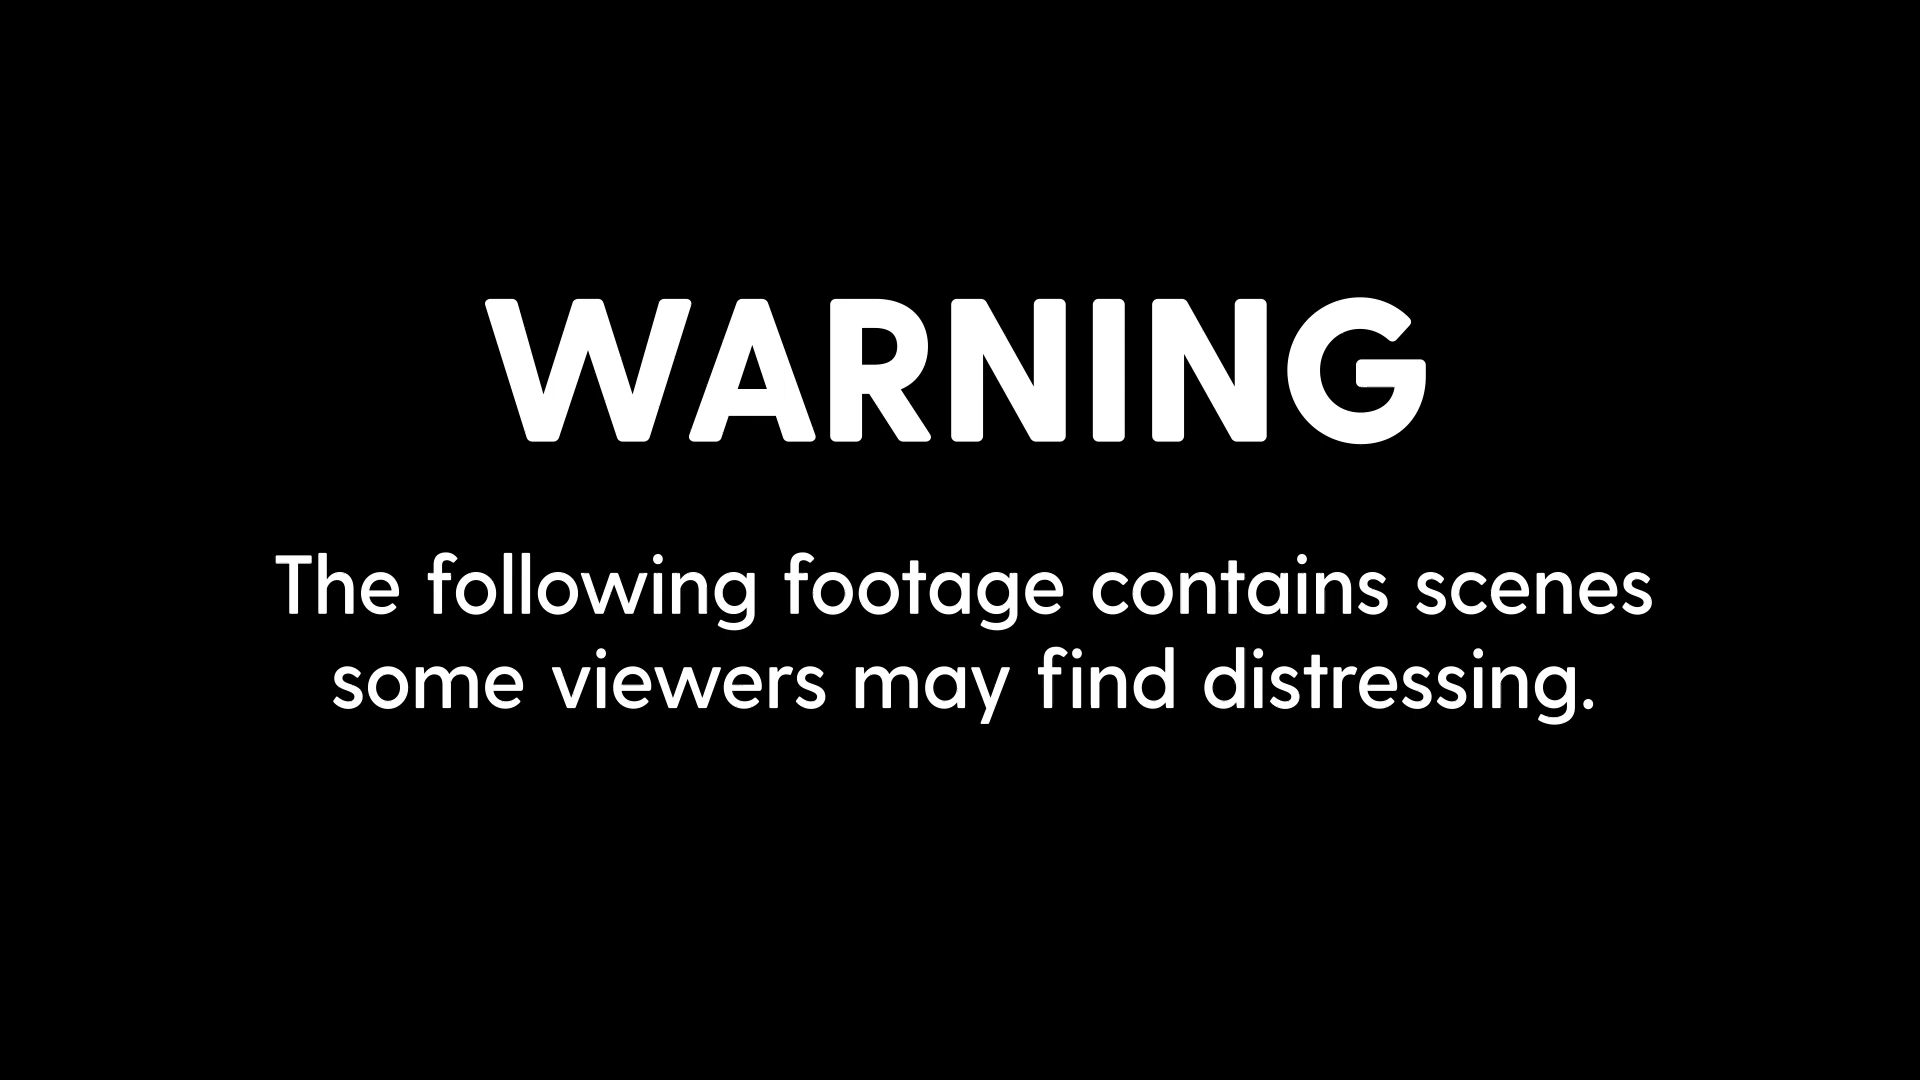 WARNING
The following footage contains scenes
some viewers may find distressing.